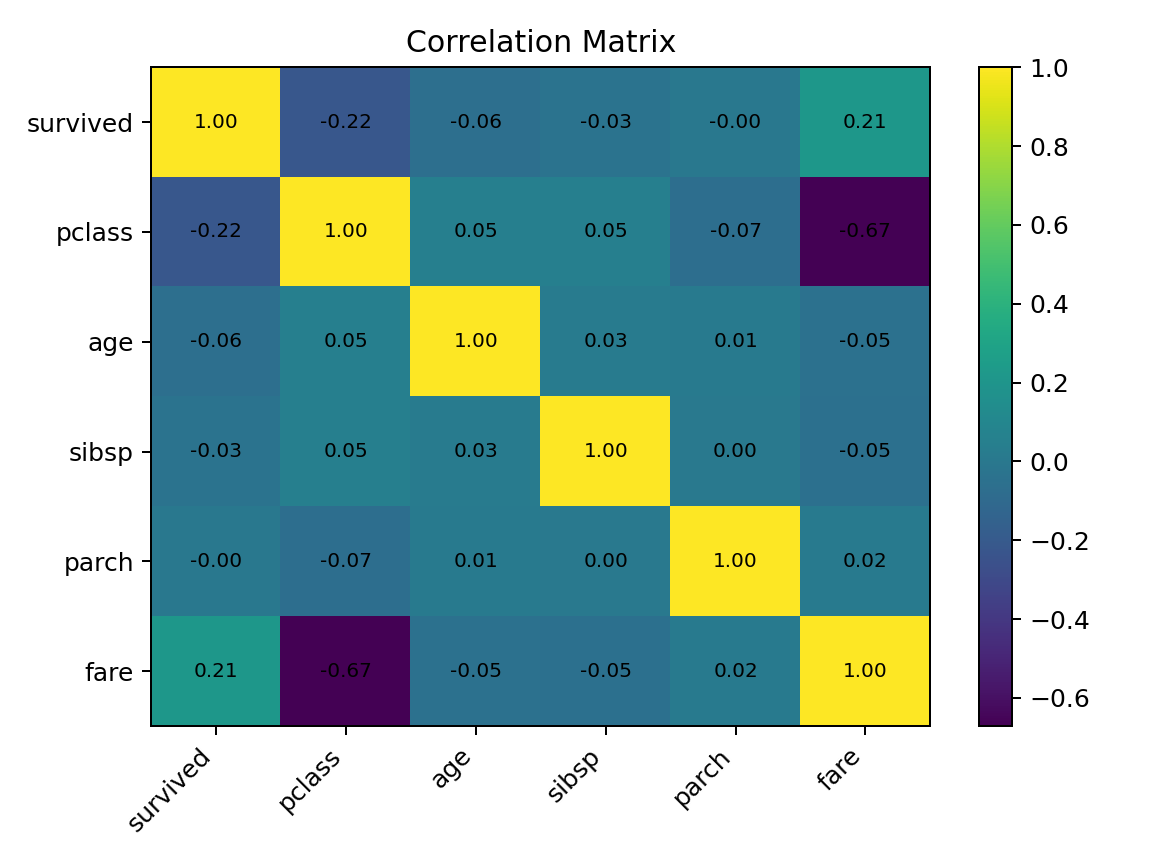 Correlation Matrix
survived 1.00 -0.22 -0.06 -0.03 -0.00 0.21
pclass -0.22 1.00 0.05 0.05 -0.07 -0.67
age -0.06 0.05 1.00 0.03 0.01 -0.05
sibsp -0.03 0.05 0.03 1.00 0.00 -0.05
parch -0.00 -0.07 0.01 0.00 1.00 0.02
fare 0.21 -0.67 -0.05 -0.05 0.02 1.00
survived pclass age sibsp parch fare
1.0
0.8
0.6
0.4
0.2
0.0
−0.2
−0.4
−0.6